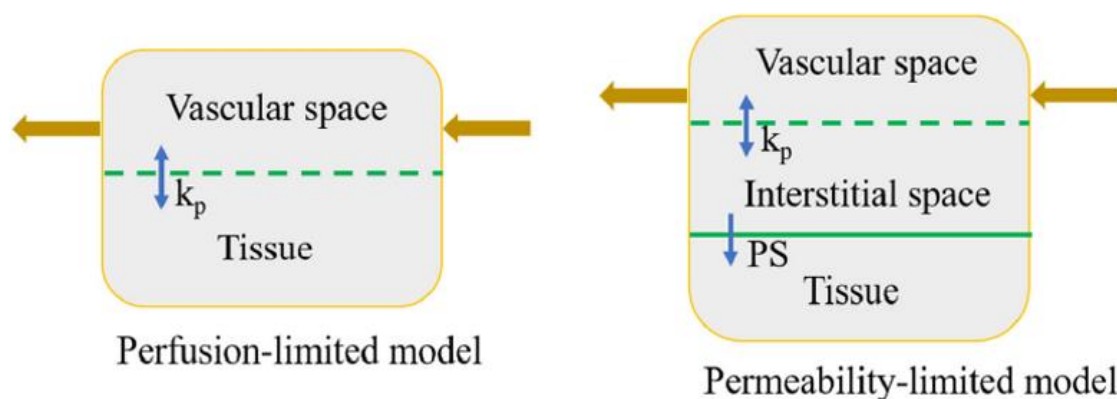 Vascular space
k_p
Tissue
Perfusion-limited model
Vascular space
k_p
Interstitial space
PS
Tissue
Permeability-limited model